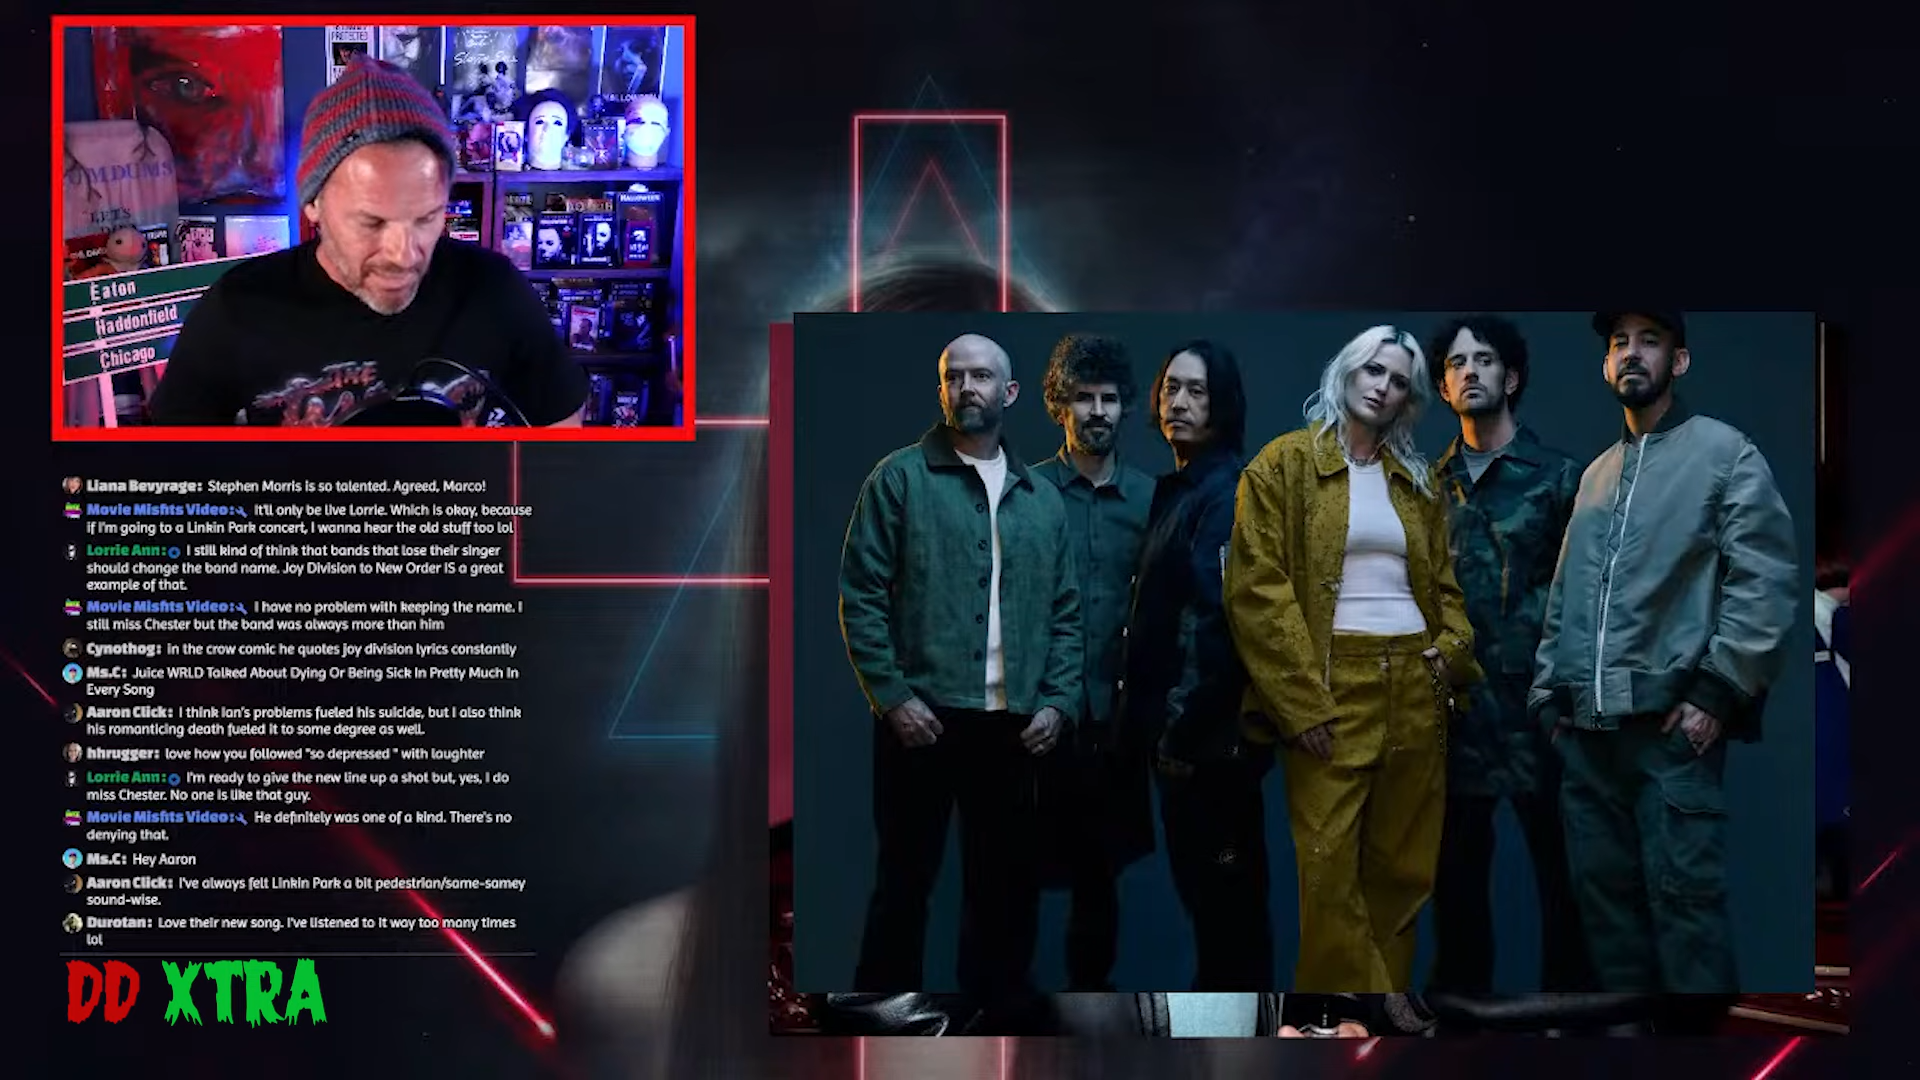 PROTECTED
HALLOWEEN
UM.DUMS
LET'S
HALLOWEEN
Eaton
Haddonfield
Chicago
THE
Liana Bevyrage: Stephen Morris is so talented. Agreed, Marco!
Movie Misfits Video: It'll only be live Lorrie. Which is okay, because
if I'm going to a Linkin Park concert, I wanna hear the old stuff too lol
Lorrie Ann: I still kind of think that bands that lose their singer
should change the band name. Joy Division to New Order IS a great
example of that.
Movie Misfits Video: I have no problem with keeping the name. I
still miss Chester but the band was always more than him
Cynothog: in the crow comic he quotes joy division lyrics constantly
Ms.C: Juice WRLD Talked About Dying Or Being Sick In Pretty Much In
Every Song
Aaron Click: I think Ian's problems fueled his suicide, but I also think
his romanticing death fueled it to some degree as well.
hhrugger: love how you followed "so depressed " with laughter
Lorrie Ann: I'm ready to give the new line up a shot but, yes, I do
miss Chester. No one is like that guy.
Movie Misfits Video: He definitely was one of a kind. There's no
denying that.
Ms.C: Hey Aaron
Aaron Click: I've always felt Linkin Park a bit pedestrian/same-samey
sound-wise.
Durotan: Love their new song. I've listened to it way too many times
lol
DD XTRA